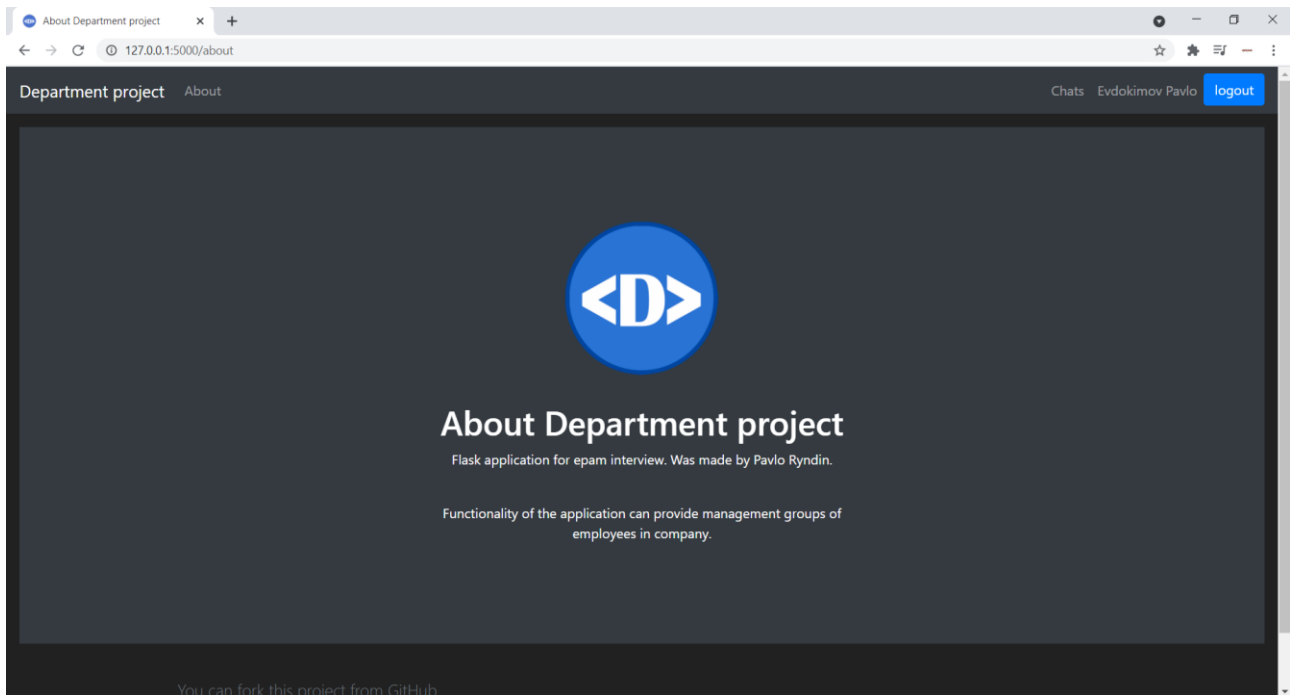 About Department project
127.0.0.1:5000/about
Department project About Chats Evdokimov Pavlo logout
<D>
About Department project
Flask application for epam interview. Was made by Pavlo Ryndin.
Functionality of the application can provide management groups of
employees in company.
You can fork this project from GitHub